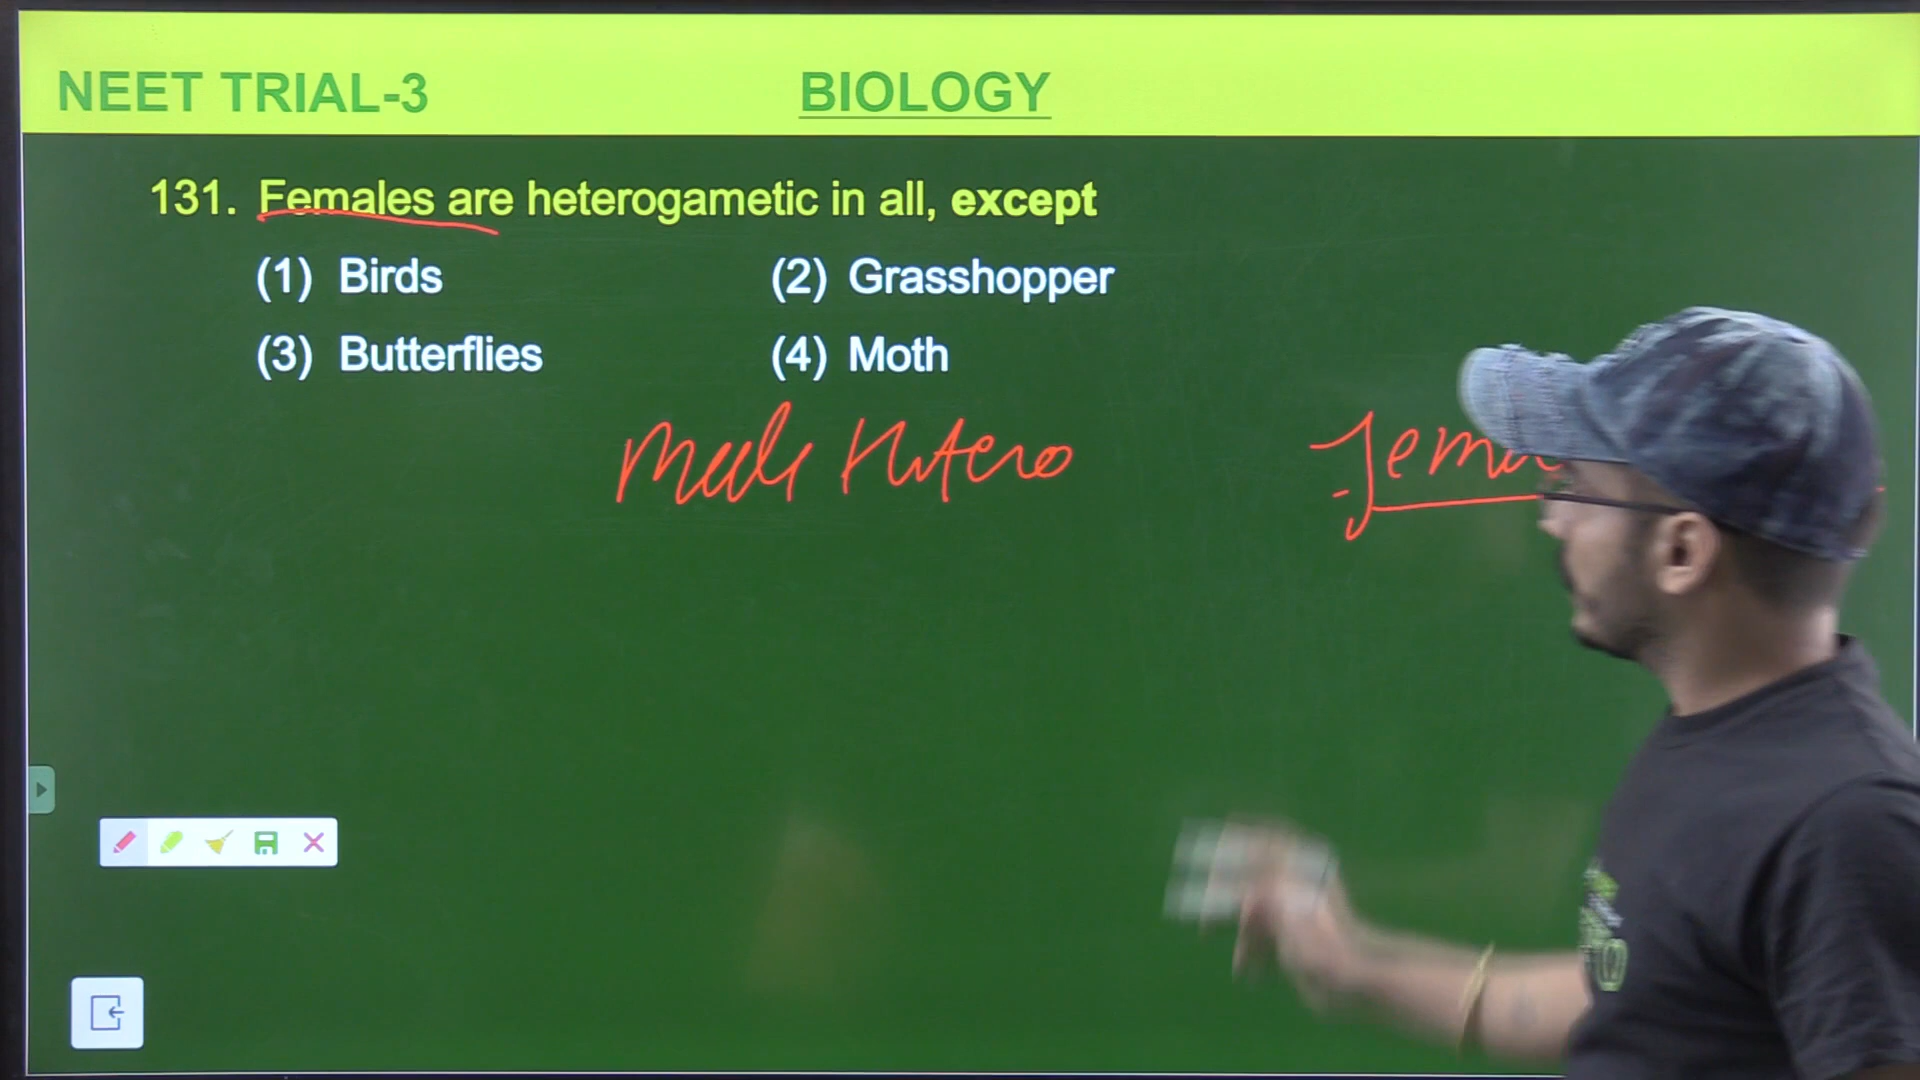 NEET TRIAL-3 BIOLOGY
131. Females are heterogametic in all, except
(1) Birds (2) Grasshopper
(3) Butterflies (4) Moth
Male Hetero